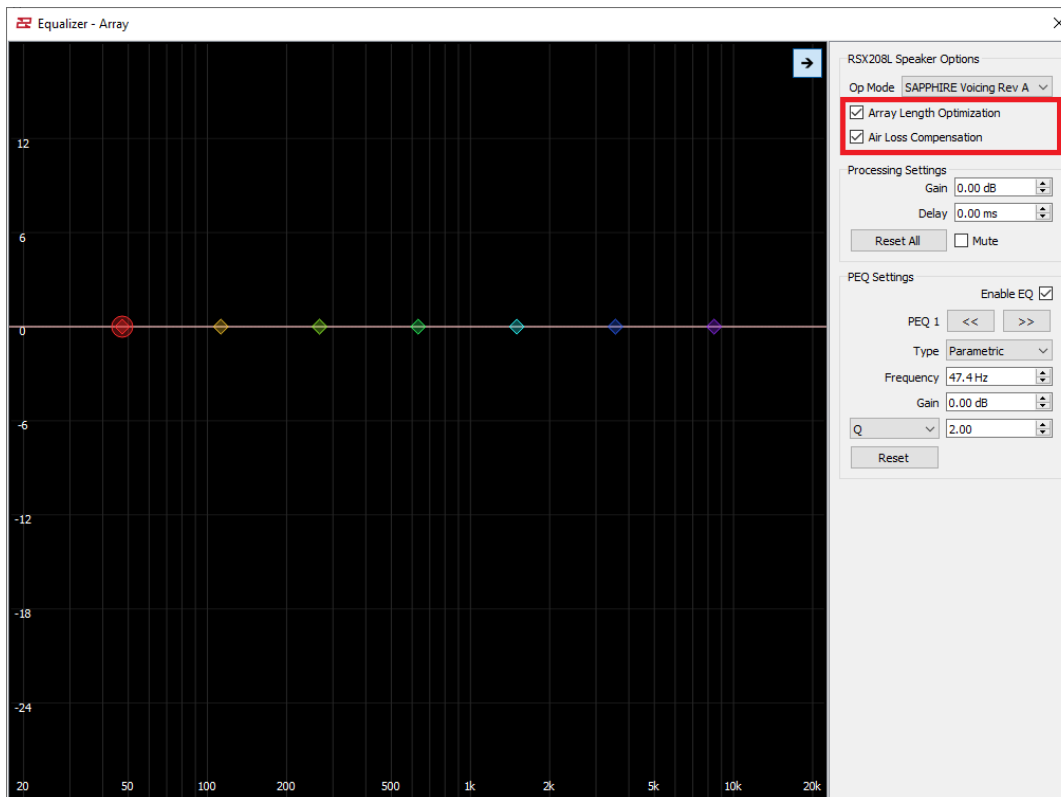 Equalizer - Array
RSX208L Speaker Options
Op Mode SAPPHIRE Voicing Rev A
Array Length Optimization
Air Loss Compensation
Processing Settings
Gain 0.00 dB
Delay 0.00 ms
Reset All Mute
PEQ Settings
Enable EQ
PEQ 1 << >>
Type Parametric
Frequency 47.4 Hz
Gain 0.00 dB
Q 2.00
Reset
12
6
0
-6
-12
-18
-24
20 50 100 200 500 1k 2k 5k 10k 20k